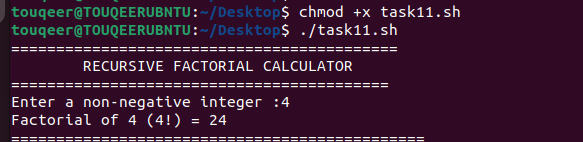 touqeer@TOUQEERUBNTU:~/Desktop$ chmod +x task11.sh
touqeer@TOUQEERUBNTU:~/Desktop$ ./task11.sh
===========================================
        RECURSIVE FACTORIAL CALCULATOR
==========================================
Enter a non-negative integer :4
Factorial of 4 (4!) = 24
==============================================